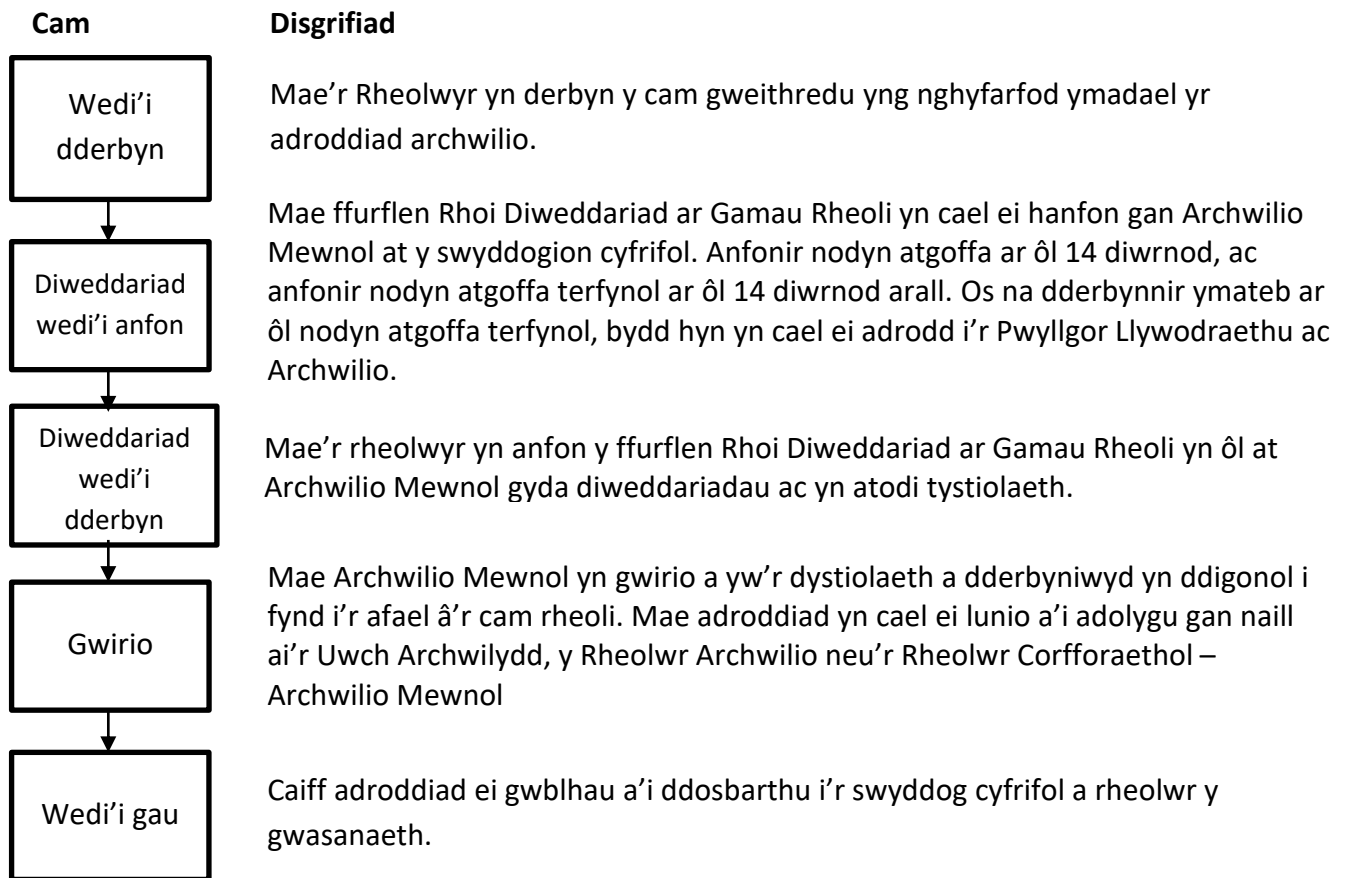 Cam Disgrifiad
Wedi’i
dderbyn
Mae’r Rheolwyr yn derbyn y cam gweithredu yng nghyfarfod ymadael yr
adroddiad archwilio.
Diweddariad
wedi’i anfon
Mae ffurflen Rhoi Diweddariad ar Gamau Rheoli yn cael ei hanfon gan Archwilio
Mewnol at y swyddogion cyfrifol. Anfonir nodyn atgoffa ar ôl 14 diwrnod, ac
anfonir nodyn atgoffa terfynol ar ôl 14 diwrnod arall. Os na dderbynnir ymateb ar
ôl nodyn atgoffa terfynol, bydd hyn yn cael ei adrodd i’r Pwyllgor Llywodraethu ac
Archwilio.
Diweddariad
wedi’i
dderbyn
Mae’r rheolwyr yn anfon y ffurflen Rhoi Diweddariad ar Gamau Rheoli yn ôl at
Archwilio Mewnol gyda diweddariadau ac yn atodi tystiolaeth.
Gwirio
Mae Archwilio Mewnol yn gwirio a yw’r dystiolaeth a dderbyniwyd yn ddigonol i
fynd i’r afael â’r cam rheoli. Mae adroddiad yn cael ei lunio a’i adolygu gan naill
ai’r Uwch Archwilydd, y Rheolwr Archwilio neu’r Rheolwr Corfforaethol –
Archwilio Mewnol
Wedi’i gau
Caiff adroddiad ei gwblhau a’i ddosbarthu i’r swyddog cyfrifol a rheolwr y
gwasanaeth.